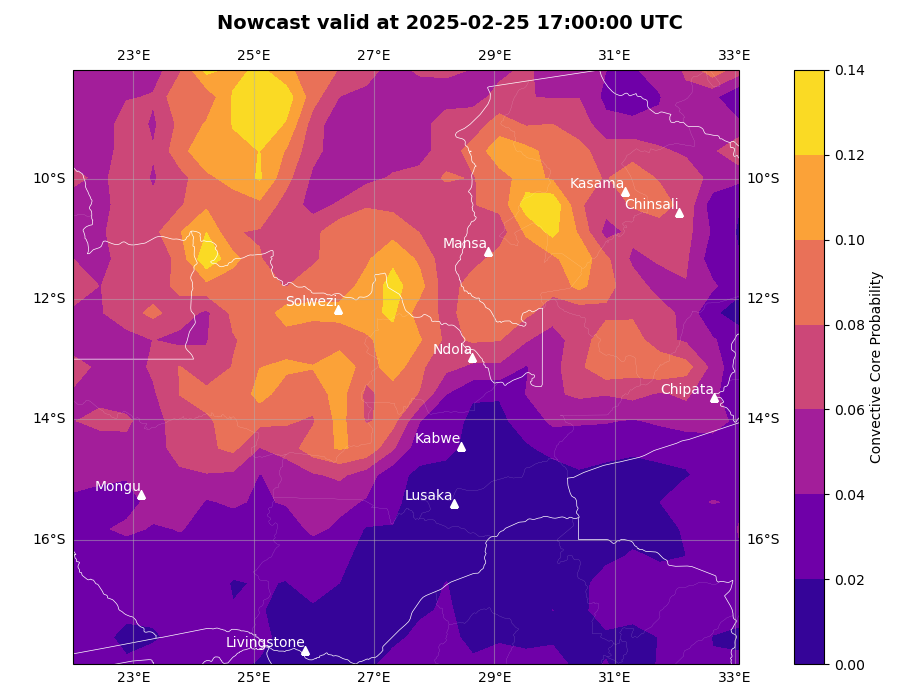 Nowcast valid at 2025-02-25 17:00:00 UTC
23°E 25°E 27°E 29°E 31°E 33°E
0.14
0.12
10°S 10°S
Kasama
Chinsali
0.10
Mansa
12°S 12°S
Solwezi
0.08
Ndola
Chipata
0.06
14°S 14°S
Kabwe
Mongu
Lusaka
0.04
16°S 16°S
0.02
Livingstone
0.00
23°E 25°E 27°E 29°E 31°E 33°E
Convective Core Probability